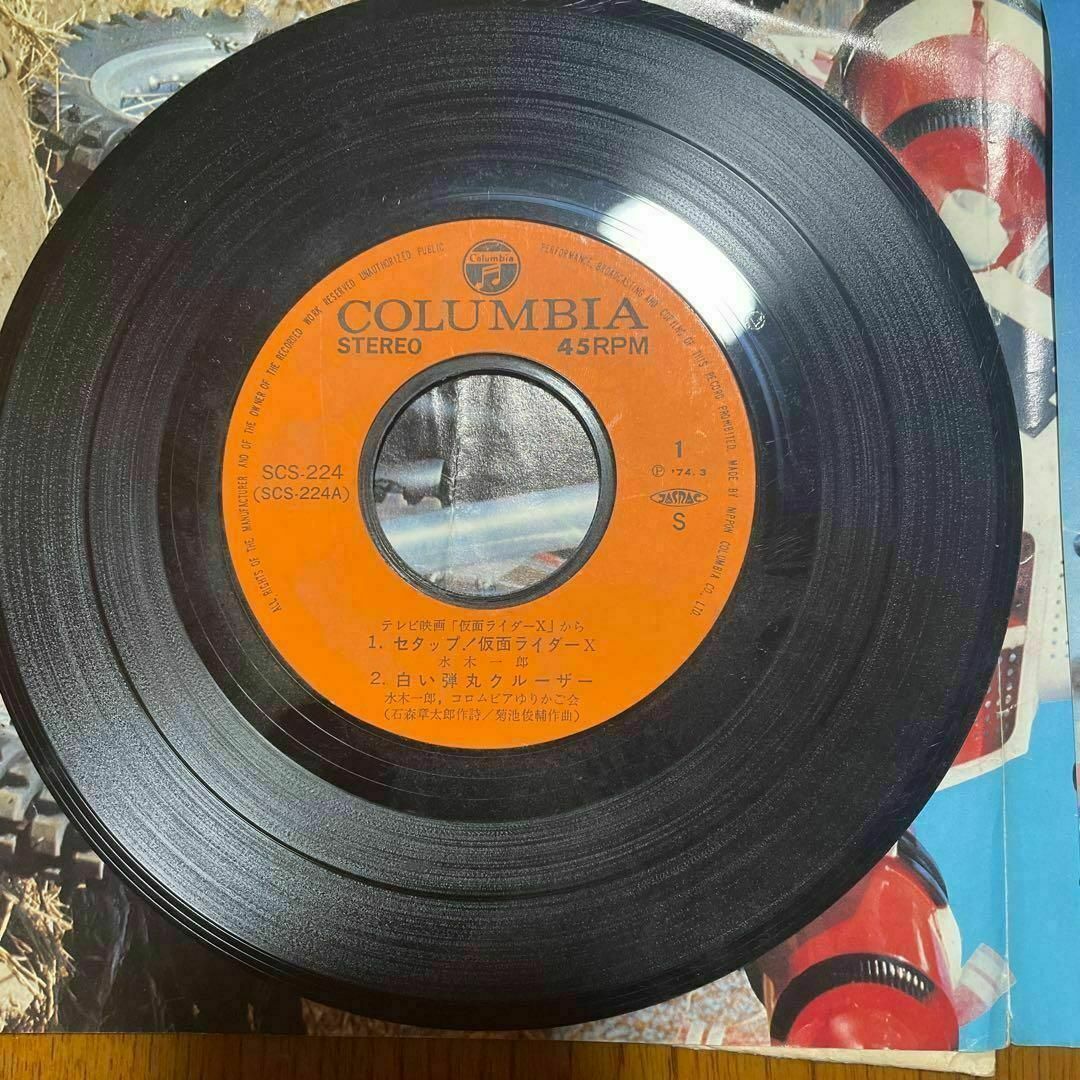 ALL RIGHTS OF THE MANUFACTURER AND OF THE OWNER OF THE RECORDED WORK RESERVED UNAUTHORIZED PUBLIC PERFORMANCE, BROADCASTING AND COPYING OF THIS RECORD PROHIBITED. MADE BY NIPPON COLUMBIA CO., LTD.
Columbia
COLUMBIA
STEREO 45RPM
SCS-224
(SCS-224A)
1
Ⓟ '74.3
JASRAC
S
テレビ映画「仮面ライダーX」から
1. セタップ!仮面ライダーX
水木一郎
2. 白い弾丸クルーザー
水木一郎, コロムビアゆりかご会
(石森章太郎作詩/菊池俊輔作曲)